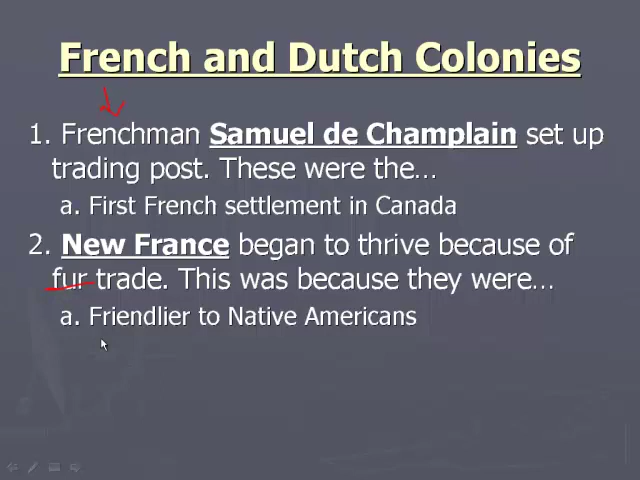 French and Dutch Colonies
1. Frenchman Samuel de Champlain set up
trading post. These were the…
a. First French settlement in Canada
2. New France began to thrive because of
fur trade. This was because they were…
a. Friendlier to Native Americans